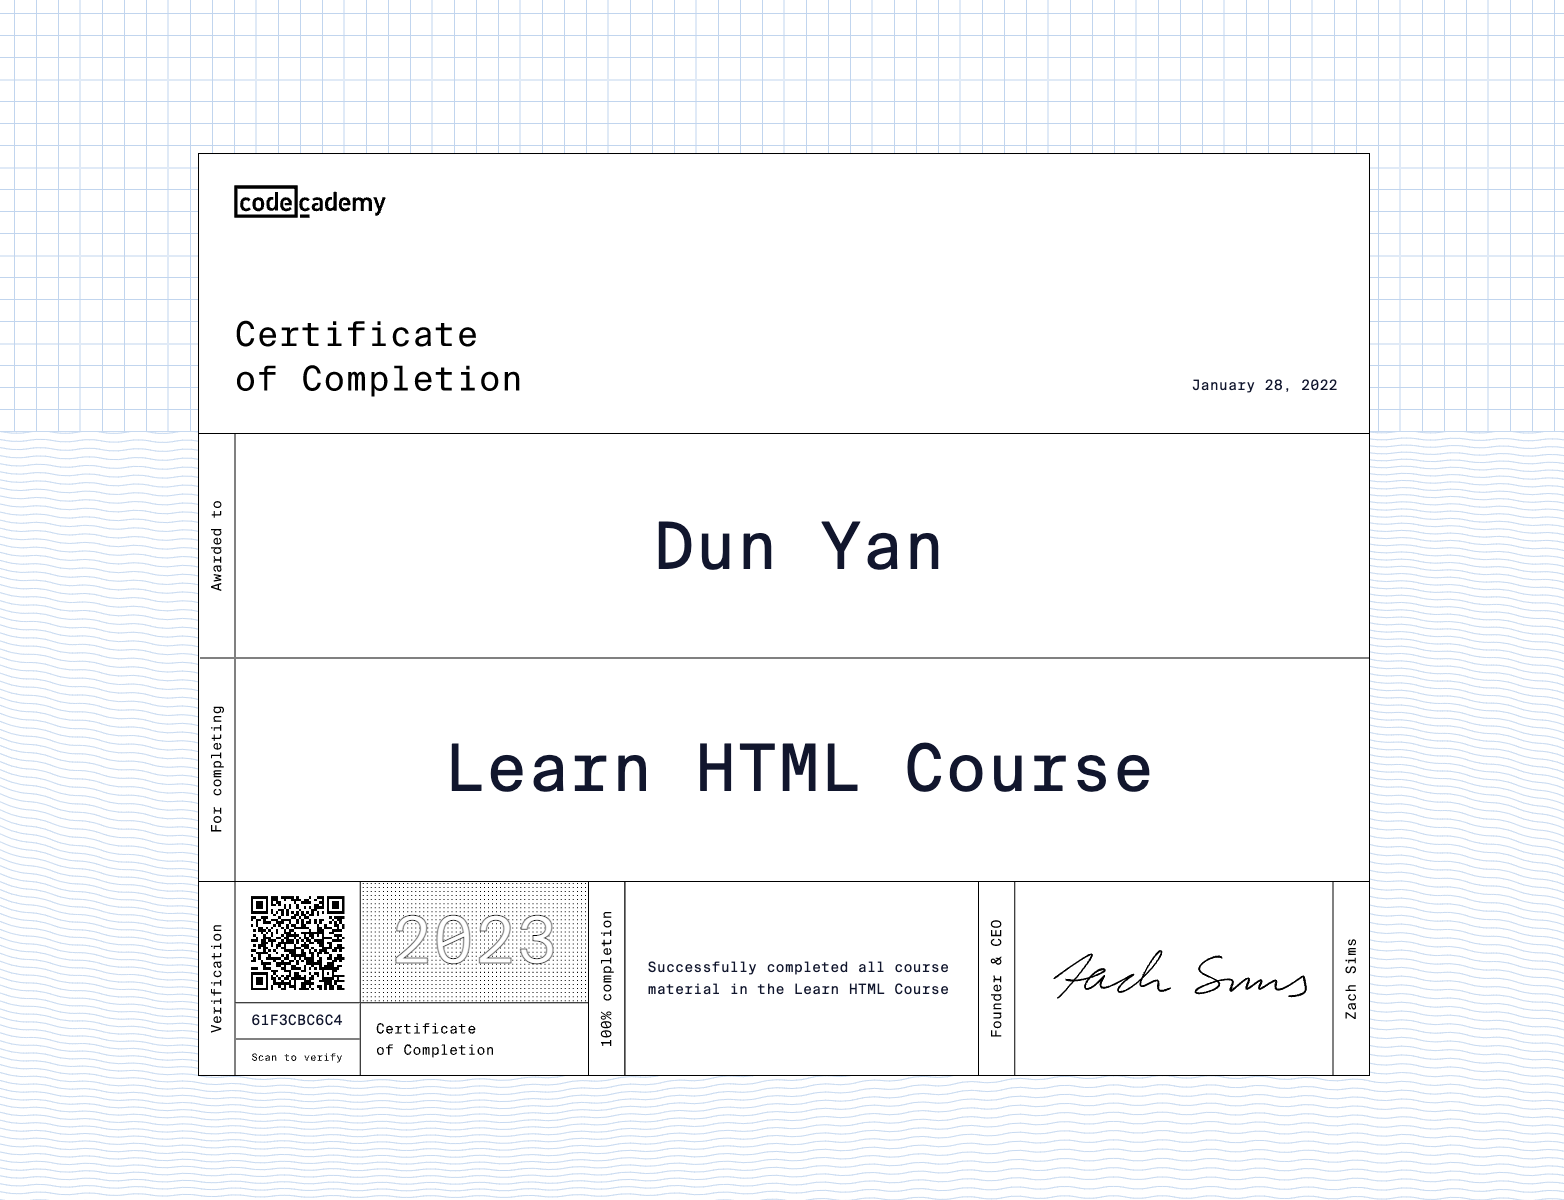 codecademy
Certificate
of Completion
January 28, 2022
Awarded to
Dun Yan
For completing
Learn HTML Course
Verification
61F3CBC6C4
Scan to verify
2023
Certificate
of Completion
100% completion
Successfully completed all course
material in the Learn HTML Course
Founder & CEO
Zach Sims
Zach Sims